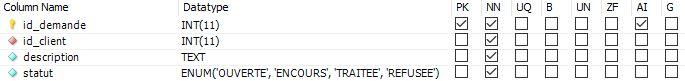 Column Name Datatype PK NN UQ B UN ZF AI G
id_demande INT(11)
id_client INT(11)
description TEXT
statut ENUM('OUVERTE', 'ENCOURS', 'TRAITEE', 'REFUSEE')